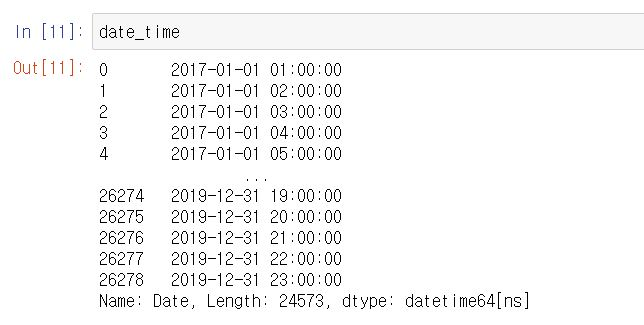 In [11]: date_time
Out[11]: 0 2017-01-01 01:00:00
1 2017-01-01 02:00:00
2 2017-01-01 03:00:00
3 2017-01-01 04:00:00
4 2017-01-01 05:00:00
...
26274 2019-12-31 19:00:00
26275 2019-12-31 20:00:00
26276 2019-12-31 21:00:00
26277 2019-12-31 22:00:00
26278 2019-12-31 23:00:00
Name: Date, Length: 24573, dtype: datetime64[ns]